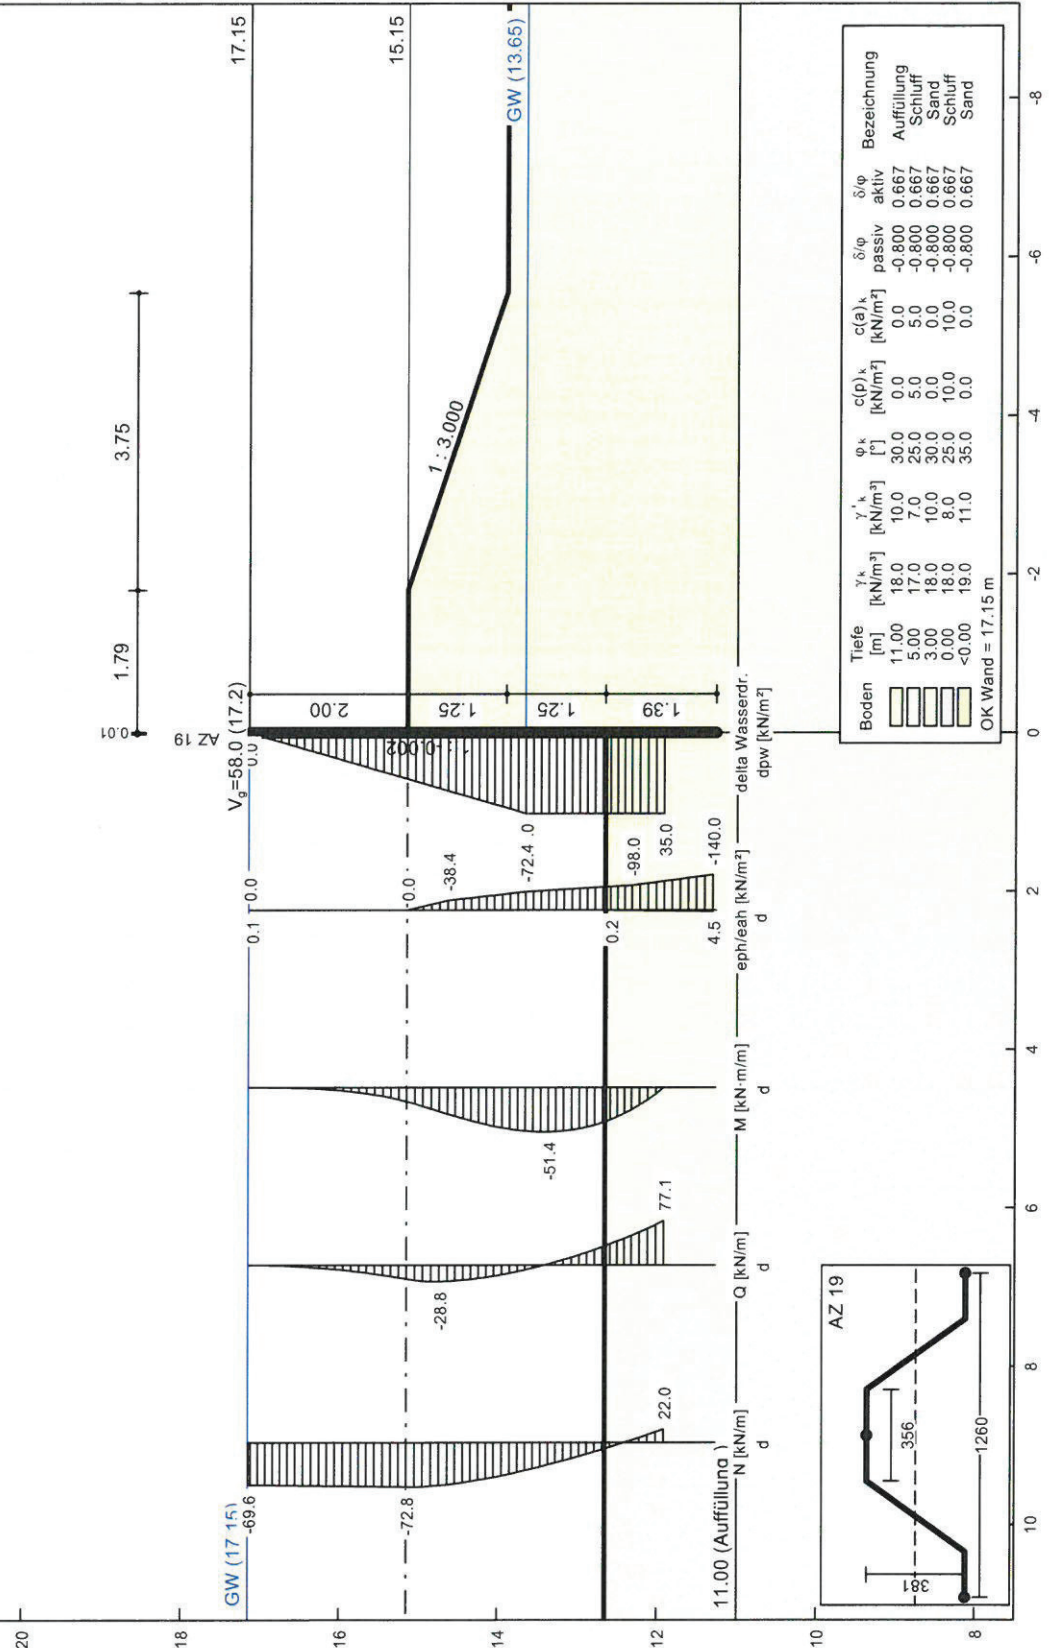 17.15
15.15
GW (13.65)
3.75
1.79
0.01
1 : 3.000
AZ 19
V_g=58.0 (17.2)
0.0
2.00
1.25
1.25
1.39
1:-0.002
delta Wasserdr.
dpw [kN/m²]
.0
35.0
0.1
0.0
0.0
-38.4
-72.4
-98.0
-140.0
0.2
4.5
eph/eah [kN/m²]
d
-51.4
M [kN·m/m]
d
-28.8
77.1
Q [kN/m]
d
GW (17.15)
-69.6
-72.8
22.0
N [kN/m]
d
11.00 (Auffüllung )
Boden Tiefe [m] γ_k [kN/m³] γ'_k [kN/m³] φ_k [°] c(p)_k [kN/m²] c(a)_k [kN/m²] δ/φ passiv δ/φ aktiv Bezeichnung
11.00 18.0 10.0 30.0 0.0 0.0 -0.800 0.667 Auffüllung
5.00 17.0 7.0 25.0 5.0 5.0 -0.800 0.667 Schluff
3.00 18.0 10.0 30.0 0.0 0.0 -0.800 0.667 Sand
0.00 18.0 8.0 25.0 10.0 10.0 -0.800 0.667 Schluff
<0.00 19.0 11.0 35.0 0.0 0.0 -0.800 0.667 Sand
OK Wand = 17.15 m
AZ 19
356
381
1260
20
18
16
14
12
10
8
10
8
6
4
2
0
-2
-4
-6
-8